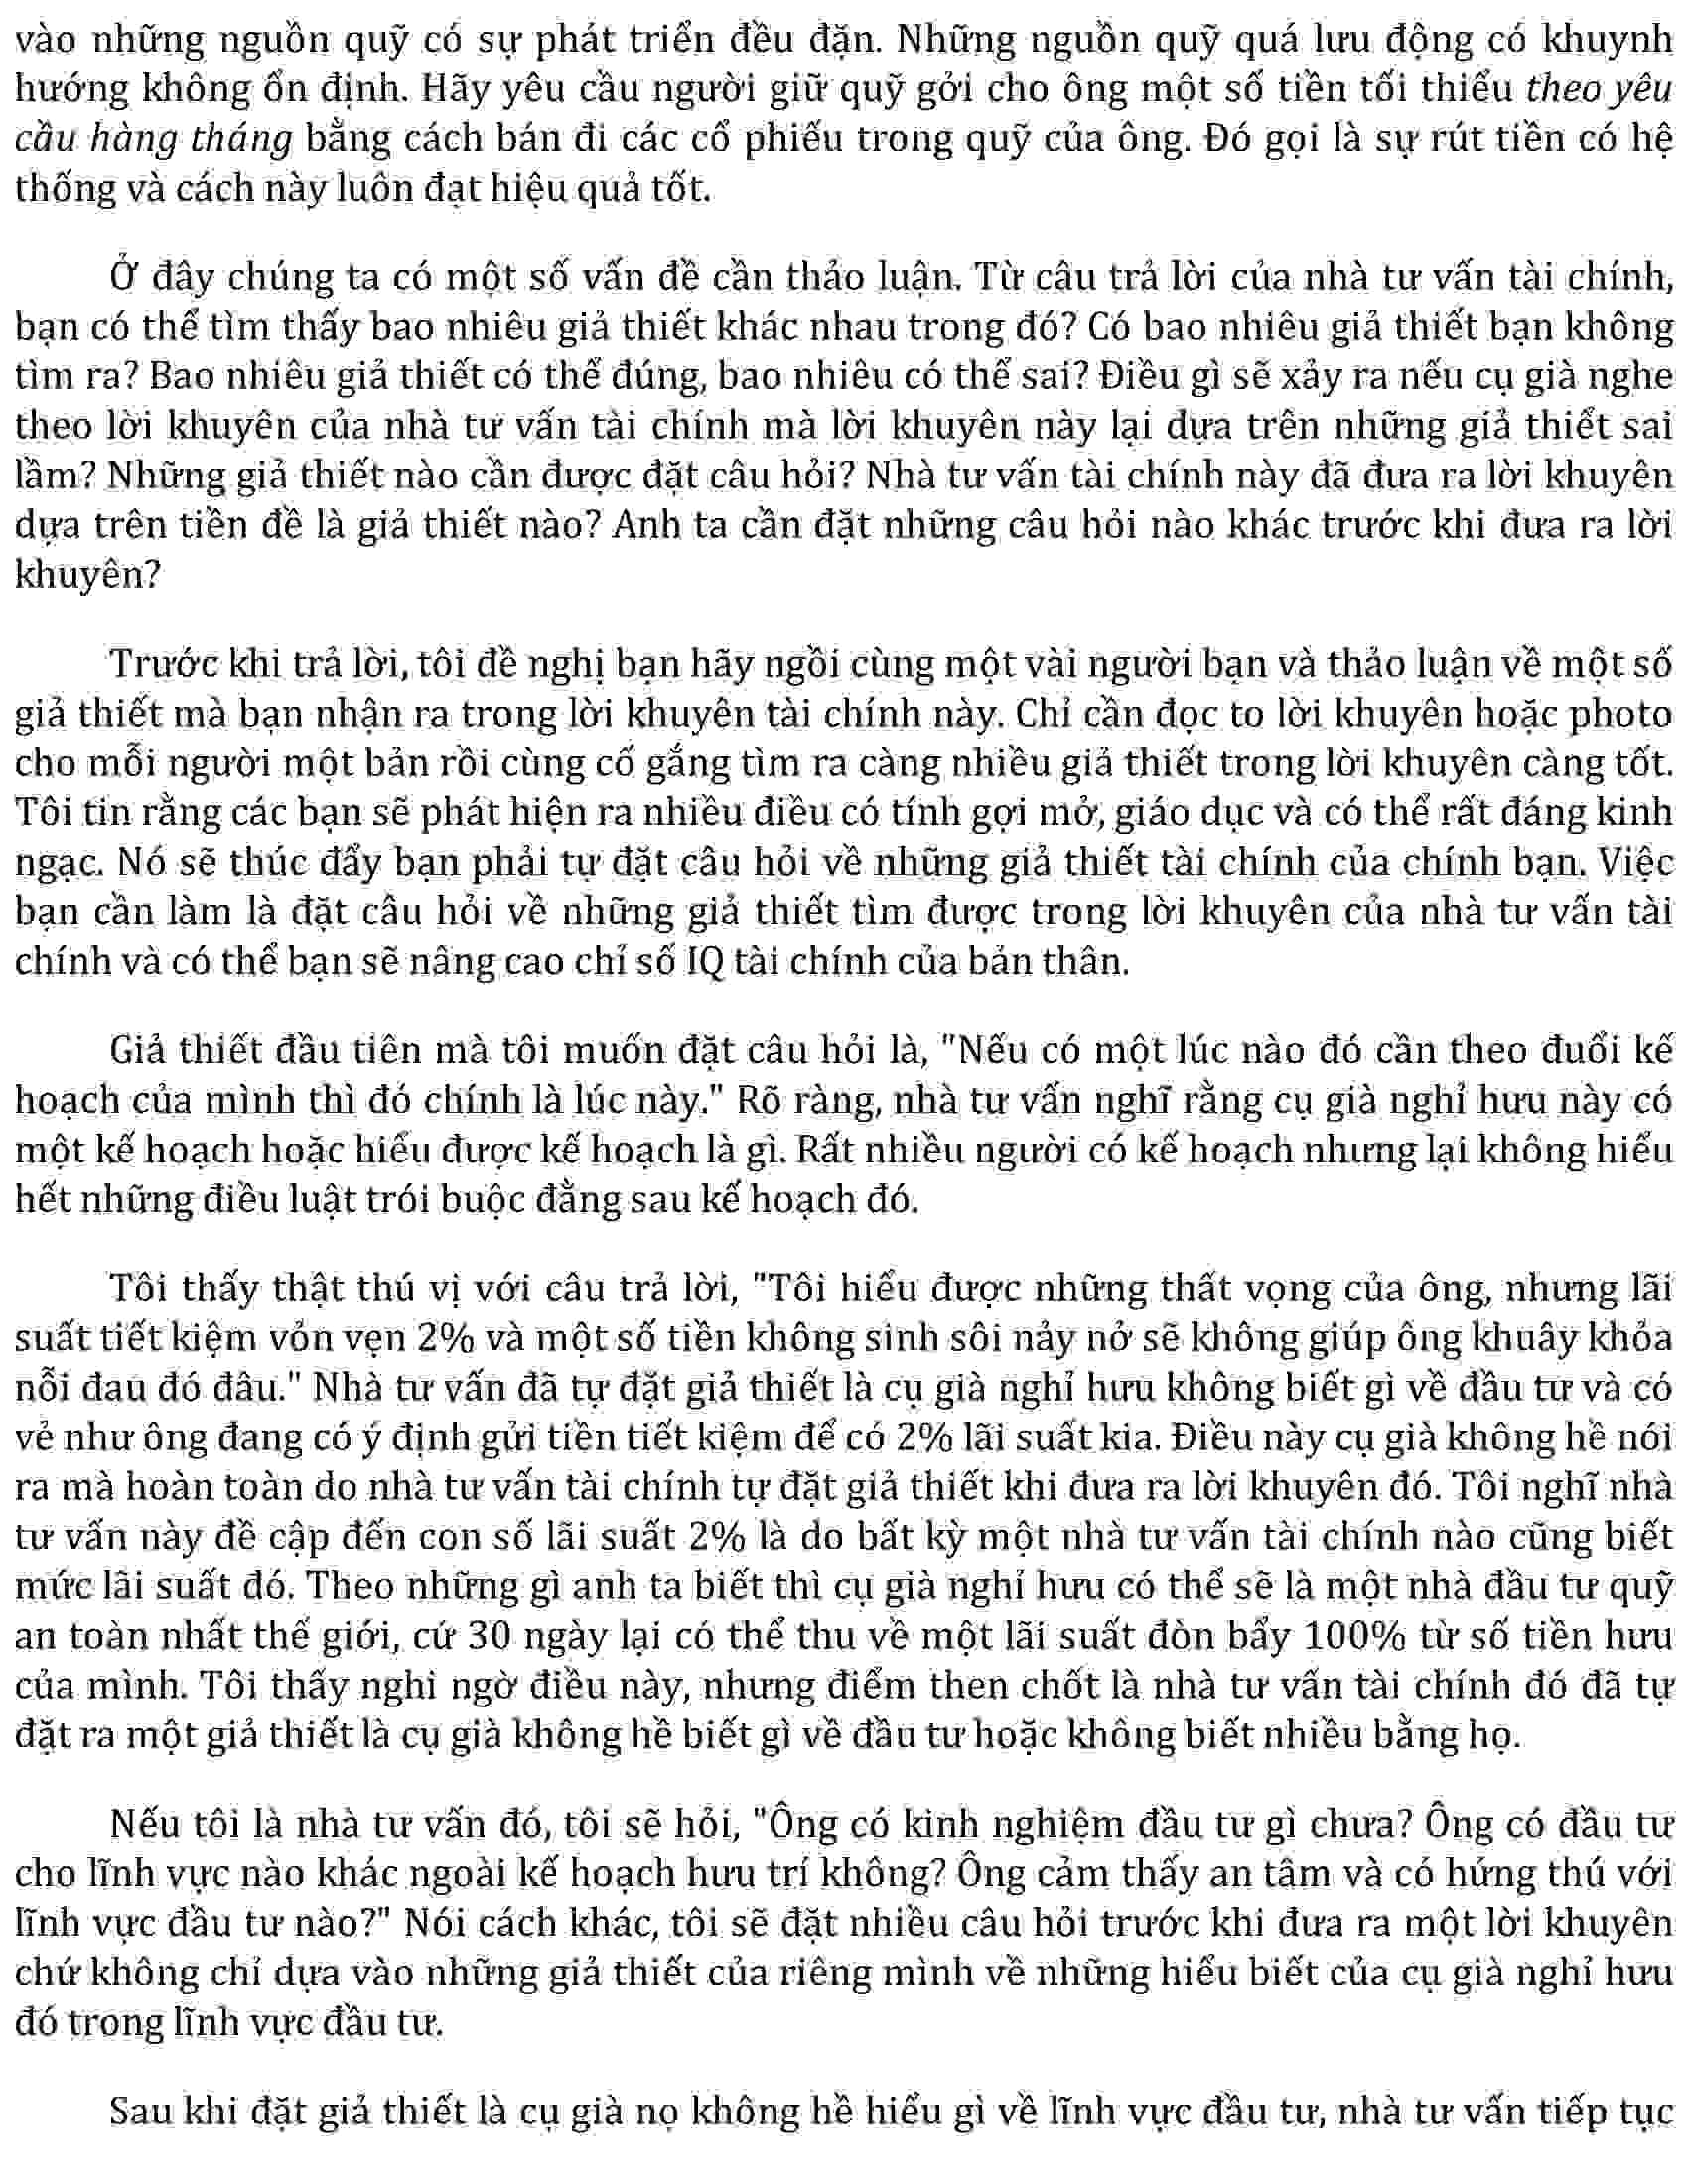 vào những nguồn quỹ có sự phát triển đều đặn. Những nguồn quỹ quá lưu động có khuynh
hướng không ổn định. Hãy yêu cầu người giữ quỹ gởi cho ông một số tiền tối thiểu theo yêu
cầu hàng tháng bằng cách bán đi các cổ phiếu trong quỹ của ông. Đó gọi là sự rút tiền có hệ
thống và cách này luôn đạt hiệu quả tốt.
Ở đây chúng ta có một số vấn đề cần thảo luận. Từ câu trả lời của nhà tư vấn tài chính,
bạn có thể tìm thấy bao nhiêu giả thiết khác nhau trong đó? Có bao nhiêu giả thiết bạn không
tìm ra? Bao nhiêu giả thiết có thể đúng, bao nhiêu có thể sai? Điều gì sẽ xảy ra nếu cụ già nghe
theo lời khuyên của nhà tư vấn tài chính mà lời khuyên này lại dựa trên những giả thiết sai
lầm? Những giả thiết nào cần được đặt câu hỏi? Nhà tư vấn tài chính này đã đưa ra lời khuyên
dựa trên tiền đề là giả thiết nào? Anh ta cần đặt những câu hỏi nào khác trước khi đưa ra lời
khuyên?
Trước khi trả lời, tôi đề nghị bạn hãy ngồi cùng một vài người bạn và thảo luận về một số
giả thiết mà bạn nhận ra trong lời khuyên tài chính này. Chỉ cần đọc to lời khuyên hoặc photo
cho mỗi người một bản rồi cùng cố gắng tìm ra càng nhiều giả thiết trong lời khuyên càng tốt.
Tôi tin rằng các bạn sẽ phát hiện ra nhiều điều có tính gợi mở, giáo dục và có thể rất đáng kinh
ngạc. Nó sẽ thúc đẩy bạn phải tự đặt câu hỏi về những giả thiết tài chính của chính bạn. Việc
bạn cần làm là đặt câu hỏi về những giả thiết tìm được trong lời khuyên của nhà tư vấn tài
chính và có thể bạn sẽ nâng cao chỉ số IQ tài chính của bản thân.
Giả thiết đầu tiên mà tôi muốn đặt câu hỏi là, "Nếu có một lúc nào đó cần theo đuổi kế
hoạch của mình thì đó chính là lúc này." Rõ ràng, nhà tư vấn nghĩ rằng cụ già nghỉ hưu này có
một kế hoạch hoặc hiểu được kế hoạch là gì. Rất nhiều người có kế hoạch nhưng lại không hiểu
hết những điều luật trói buộc đằng sau kế hoạch đó.
Tôi thấy thật thú vị với câu trả lời, "Tôi hiểu được những thất vọng của ông, nhưng lãi
suất tiết kiệm vỏn vẹn 2% và một số tiền không sinh sôi nảy nở sẽ không giúp ông khuây khỏa
nỗi đau đó đâu." Nhà tư vấn đã tự đặt giả thiết là cụ già nghỉ hưu không biết gì về đầu tư và có
vẻ như ông đang có ý định gửi tiền tiết kiệm để có 2% lãi suất kia. Điều này cụ già không hề nói
ra mà hoàn toàn do nhà tư vấn tài chính tự đặt giả thiết khi đưa ra lời khuyên đó. Tôi nghĩ nhà
tư vấn này đề cập đến con số lãi suất 2% là do bất kỳ một nhà tư vấn tài chính nào cũng biết
mức lãi suất đó. Theo những gì anh ta biết thì cụ già nghỉ hưu có thể sẽ là một nhà đầu tư quỹ
an toàn nhất thế giới, cứ 30 ngày lại có thể thu về một lãi suất đòn bẩy 100% từ số tiền hưu
của mình. Tôi thấy nghi ngờ điều này, nhưng điểm then chốt là nhà tư vấn tài chính đó đã tự
đặt ra một giả thiết là cụ già không hề biết gì về đầu tư hoặc không biết nhiều bằng họ.
Nếu tôi là nhà tư vấn đó, tôi sẽ hỏi, "Ông có kinh nghiệm đầu tư gì chưa? Ông có đầu tư
cho lĩnh vực nào khác ngoài kế hoạch hưu trí không? Ông cảm thấy an tâm và có hứng thú với
lĩnh vực đầu tư nào?" Nói cách khác, tôi sẽ đặt nhiều câu hỏi trước khi đưa ra một lời khuyên
chứ không chỉ dựa vào những giả thiết của riêng mình về những hiểu biết của cụ già nghỉ hưu
đó trong lĩnh vực đầu tư.
Sau khi đặt giả thiết là cụ già nọ không hề hiểu gì về lĩnh vực đầu tư, nhà tư vấn tiếp tục